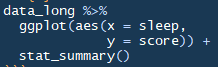 data_long %>%
ggplot(aes(x = sleep,
y = score)) +
stat_summary()